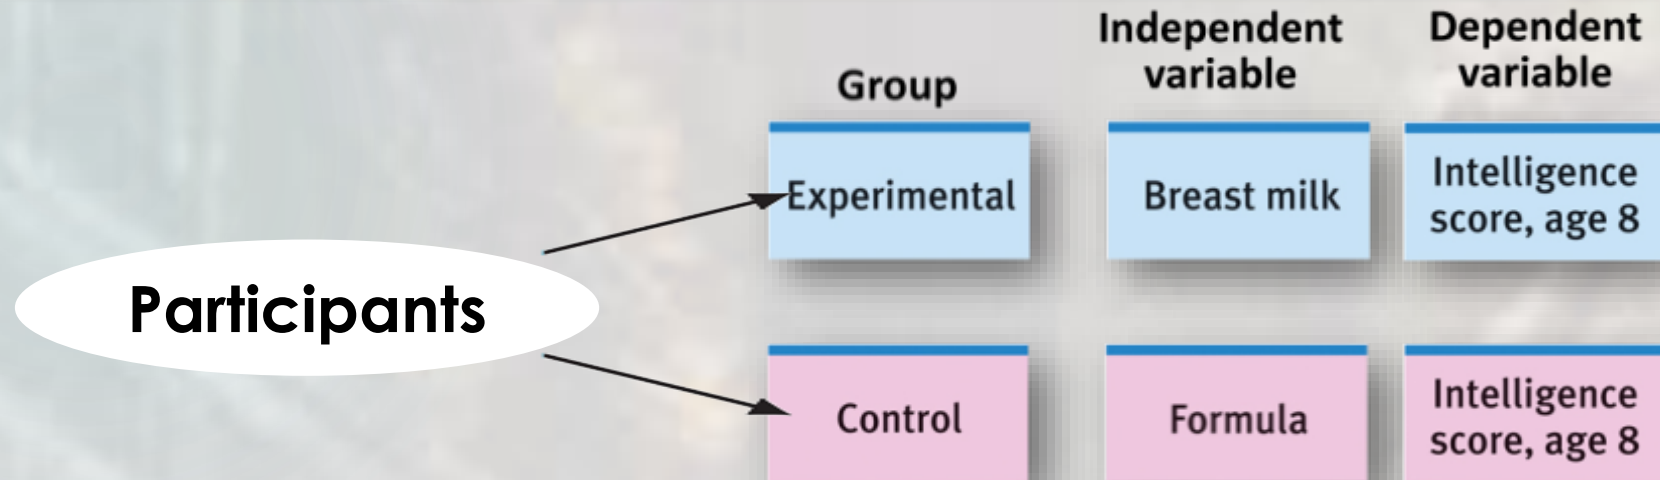 Group
Independent
variable
Dependent
variable
Participants
Experimental
Breast milk
Intelligence
score, age 8
Control
Formula
Intelligence
score, age 8